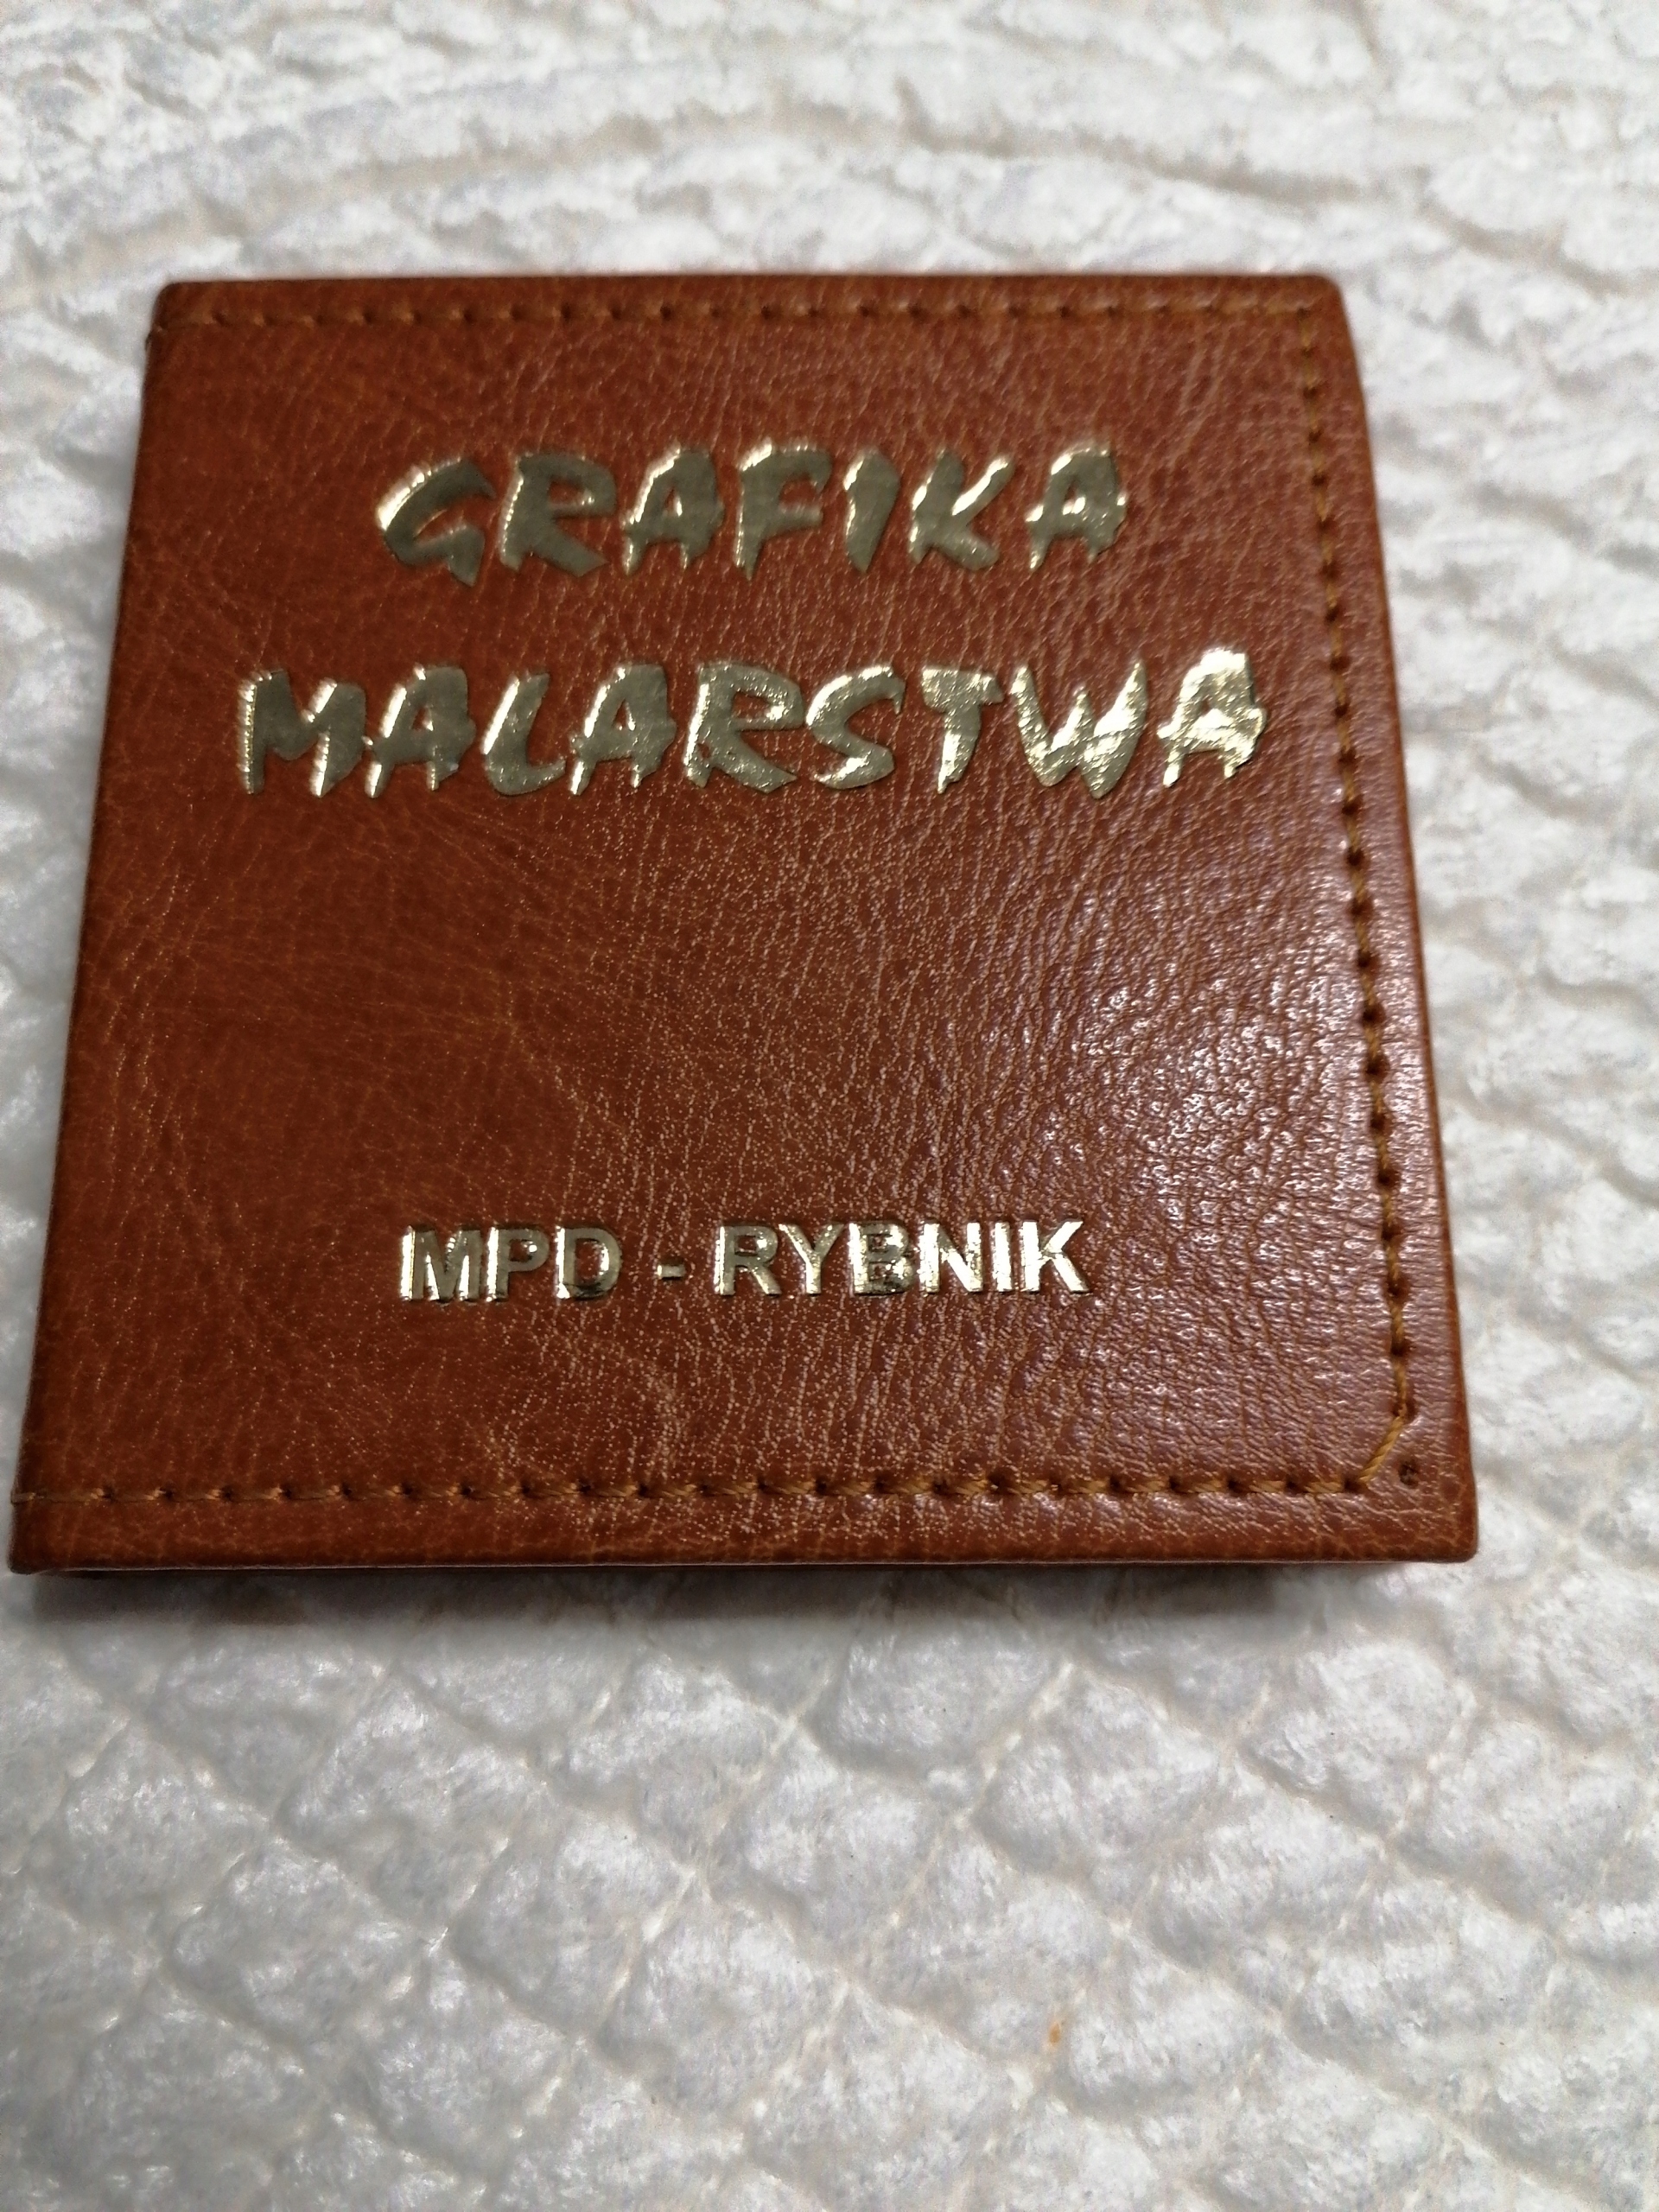 GRAFIKA
MALARSTWA
MPD - RYBNIK